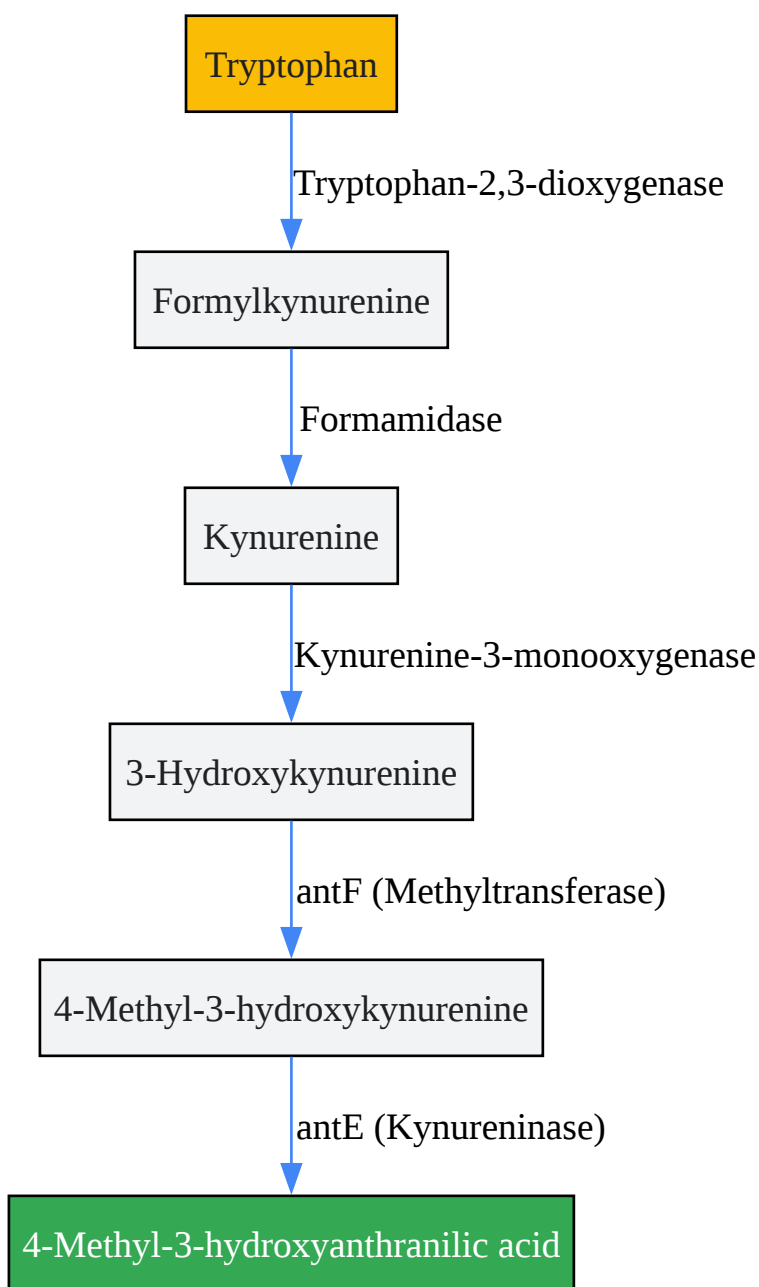 Tryptophan
Tryptophan-2,3-dioxygenase
Formylkynurenine
Formamidase
Kynurenine
Kynurenine-3-monooxygenase
3-Hydroxykynurenine
antF (Methyltransferase)
4-Methyl-3-hydroxykynurenine
antE (Kynureninase)
4-Methyl-3-hydroxyanthranilic acid